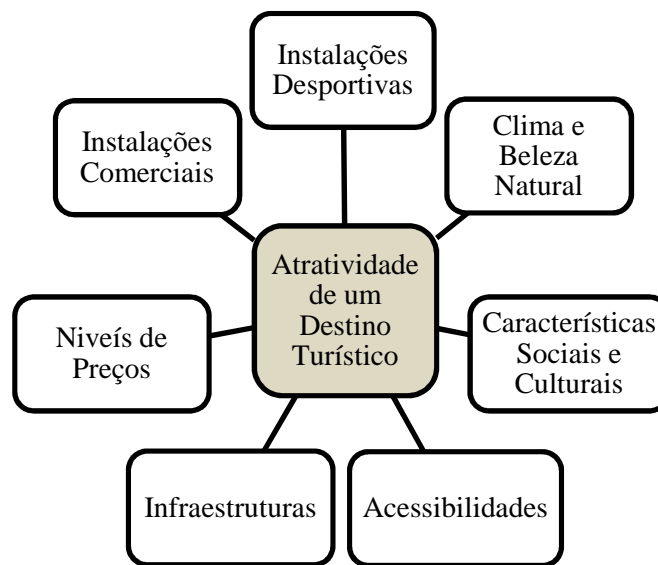 Instalações
Desportivas
Clima e
Beleza
Natural
Instalações
Comerciais
Atratividade
de um
Destino
Turístico
Características
Sociais e
Culturais
Nivеís de
Preços
Infraestruturas
Acessibilidades